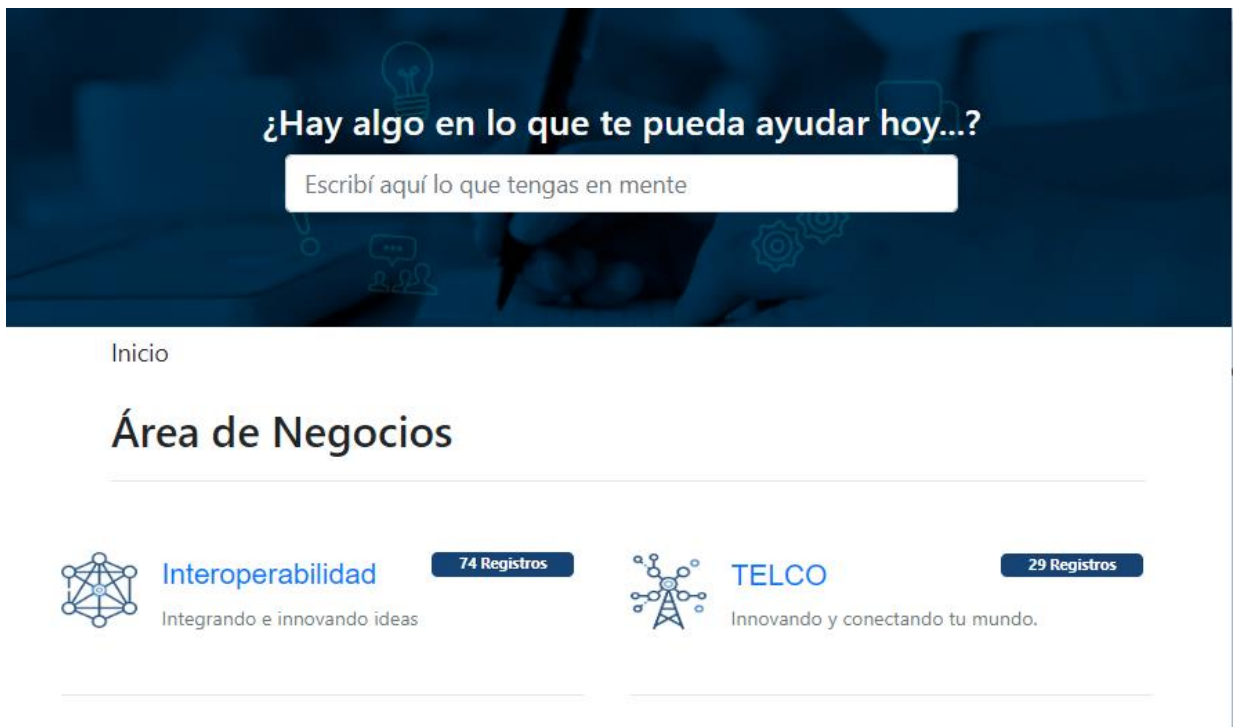 ¿Hay algo en lo que te pueda ayudar hoy...?
Escribí aquí lo que tengas en mente
Inicio
Área de Negocios
Interoperabilidad
74 Registros
Integrando e innovando ideas
TELCO
29 Registros
Innovando y conectando tu mundo.